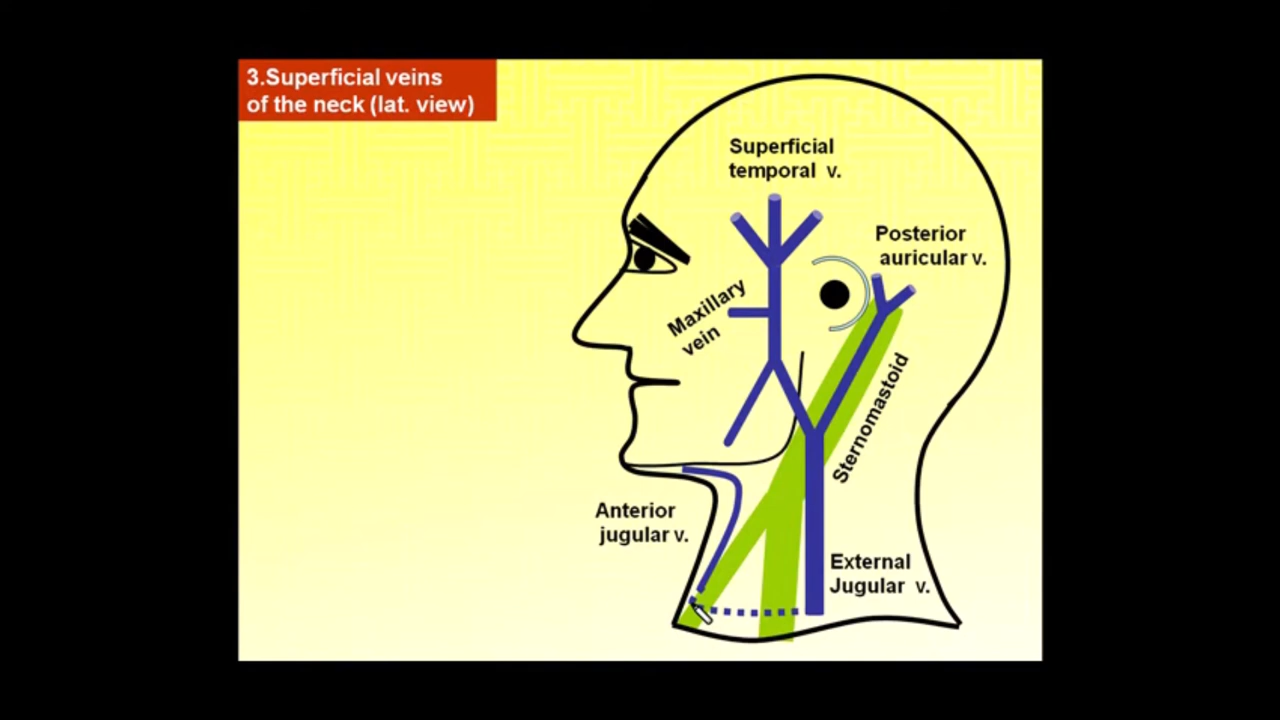 3.Superficial veins
of the neck (lat. view)
Superficial
temporal v.
Posterior
auricular v.
Maxillary
vein
Sternomastoid
Anterior
jugular v.
External
Jugular v.